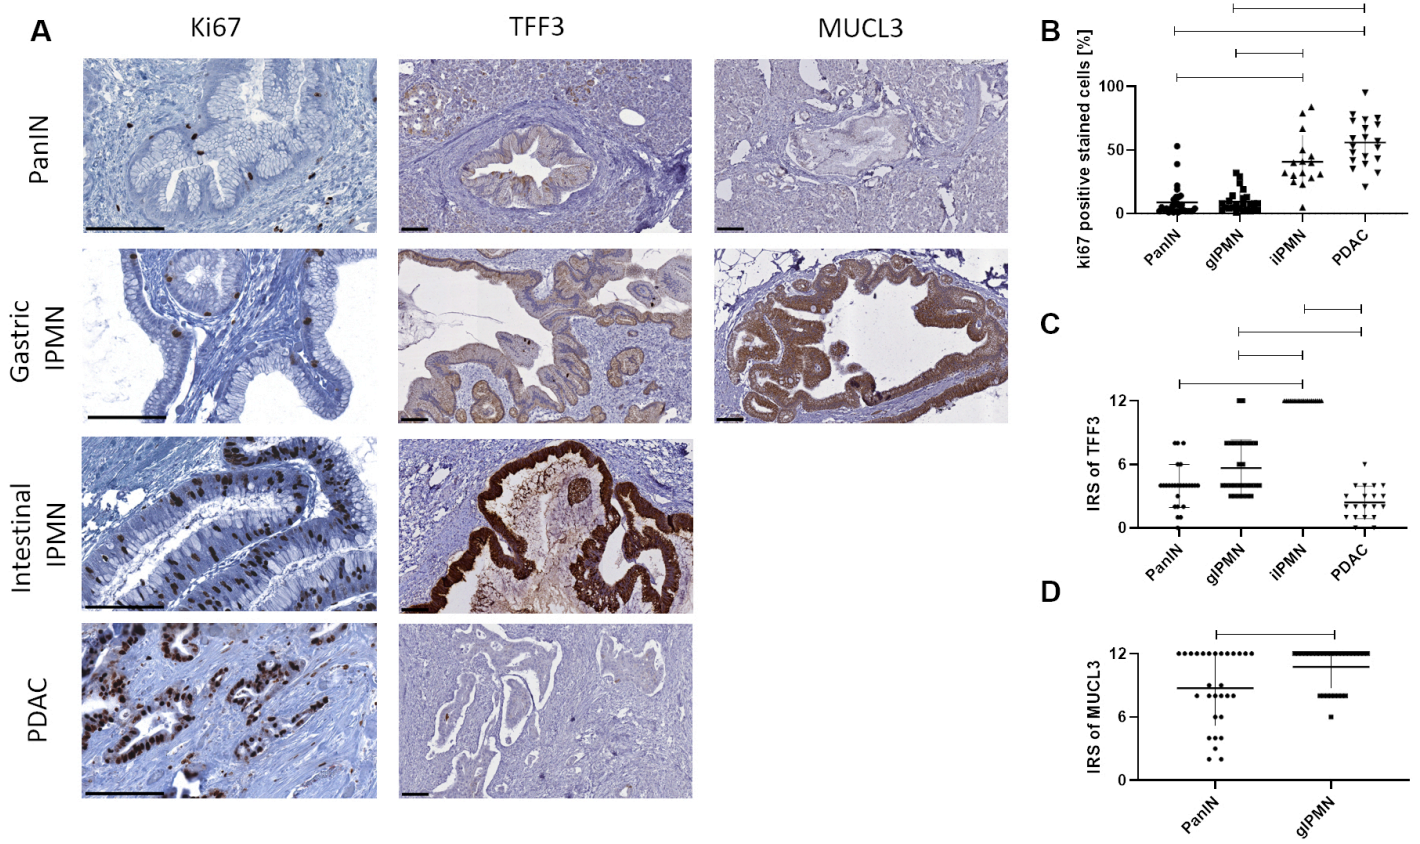 A
Ki67
TFF3
MUCL3
PanIN
Gastric
IPMN
Intestinal
IPMN
PDAC
B
ki67 positive stained cells [%]
100
50
0
PanIN
gIPMN
iIPMN
PDAC
C
IRS of TFF3
12
6
0
PanIN
gIPMN
iIPMN
PDAC
D
IRS of MUCL3
12
6
0
PanIN
gIPMN